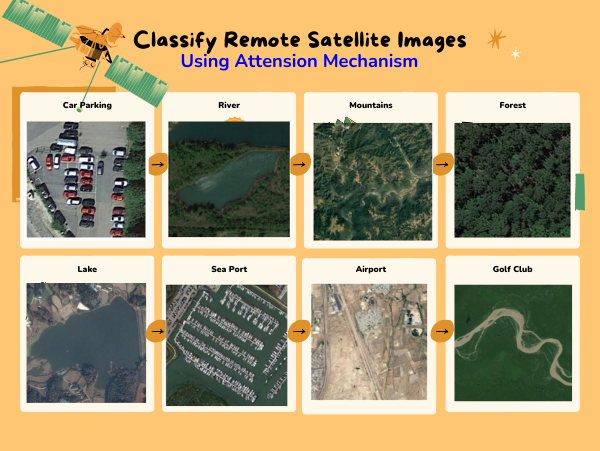 Classify Remote Satellite Images
Using Attension Mechanism
Car Parking
River
Mountains
Forest
Lake
Sea Port
Airport
Golf Club